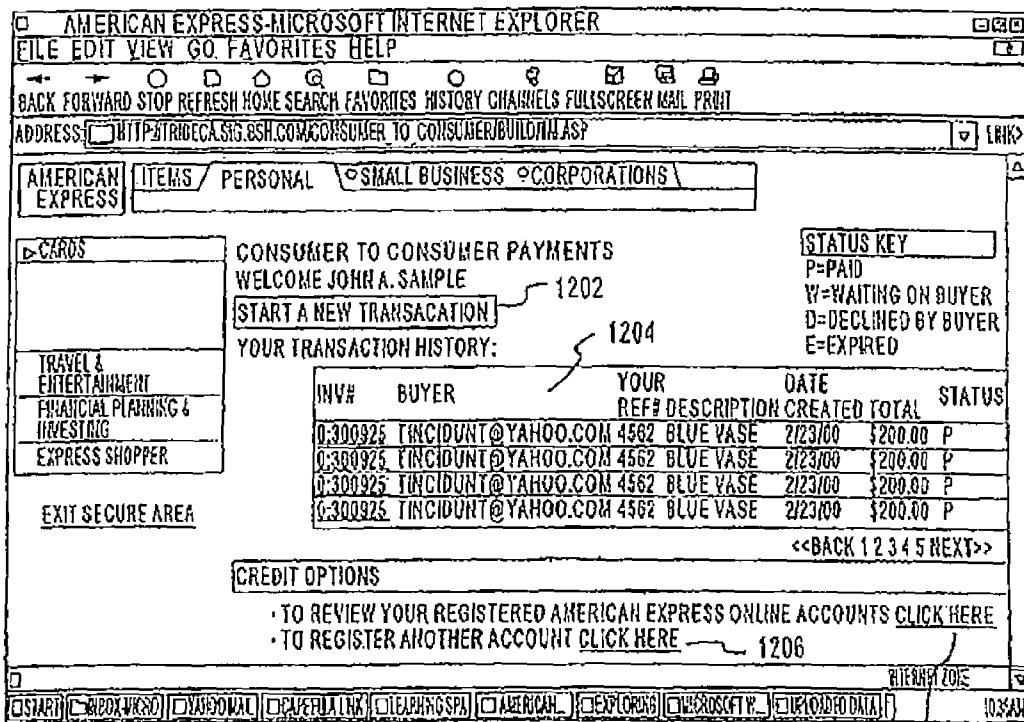 AMERICAN EXPRESS-MICROSOFT INTERNET EXPLORER
FILE EDIT VIEW GO FAVORITES HELP
BACK FORWARD STOP REFRESH HOME SEARCH FAVORITES HISTORY CHANNELS FULLSCREEN MAIL PRINT
ADDRESS: LINK>
AMERICAN EXPRESS
ITEMS PERSONAL SMALL BUSINESS CORPORATIONS
CARDS
TRAVEL & ENTERTAINMENT
FINANCIAL PLANNING & INVESTING
EXPRESS SHOPPER
EXIT SECURE AREA
CONSUMER TO CONSUMER PAYMENTS
WELCOME JOHN A. SAMPLE
START A NEW TRANSACATION
1202
STATUS KEY
P=PAID
W=WAITING ON BUYER
D=DECLINED BY BUYER
E=EXPIRED
YOUR TRANSACTION HISTORY:
1204
INV# BUYER YOUR REF# DESCRIPTION DATE CREATED TOTAL STATUS
0:300925 TINCIDUNT@YAHOO.COM 4562 BLUE VASE 2/23/00 $200.00 P
0:300925 TINCIDUNT@YAHOO.COM 4562 BLUE VASE 2/23/00 $200.00 P
0:300925 TINCIDUNT@YAHOO.COM 4562 BLUE VASE 2/23/00 $200.00 P
0:300925 TINCIDUNT@YAHOO.COM 4562 BLUE VASE 2/23/00 $200.00 P
<<BACK 1 2 3 4 5 NEXT>>
CREDIT OPTIONS
· TO REVIEW YOUR REGISTERED AMERICAN EXPRESS ONLINE ACCOUNTS CLICK HERE
· TO REGISTER ANOTHER ACCOUNT CLICK HERE
1206
INTERNET ZONE
START YAHOO MAIL AMERICAN... EXPLORING MICROSOFT W... UPLOADED DATA